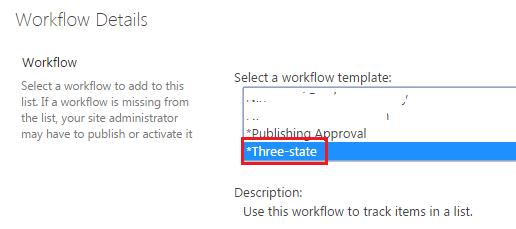 Workflow Details
Workflow
Select a workflow to add to this
list. If a workflow is missing from
the list, your site administrator
may have to publish or activate it
Select a workflow template:
*Publishing Approval
*Three-state
Description:
Use this workflow to track items in a list.